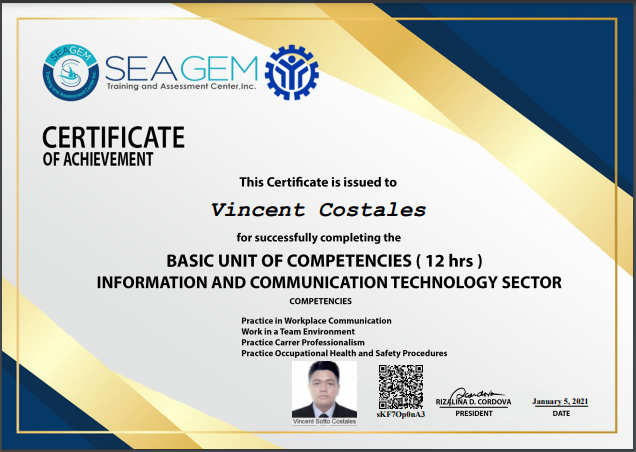 SEAGEM
SEAGEM
Training and Assessment Center,Inc.
CERTIFICATE
OF ACHIEVEMENT
This Certificate is issued to
Vincent Costales
for successfully completing the
BASIC UNIT OF COMPETENCIES ( 12 hrs )
INFORMATION AND COMMUNICATION TECHNOLOGY SECTOR
COMPETENCIES
Practice in Workplace Communication
Work in a Team Environment
Practice Carrer Professionalism
Practice Occupational Health and Safety Procedures
Vincent Sotto Costales
sKF7Op0nA3
RIZALINA D. CORDOVA
PRESIDENT
January 5, 2021
DATE